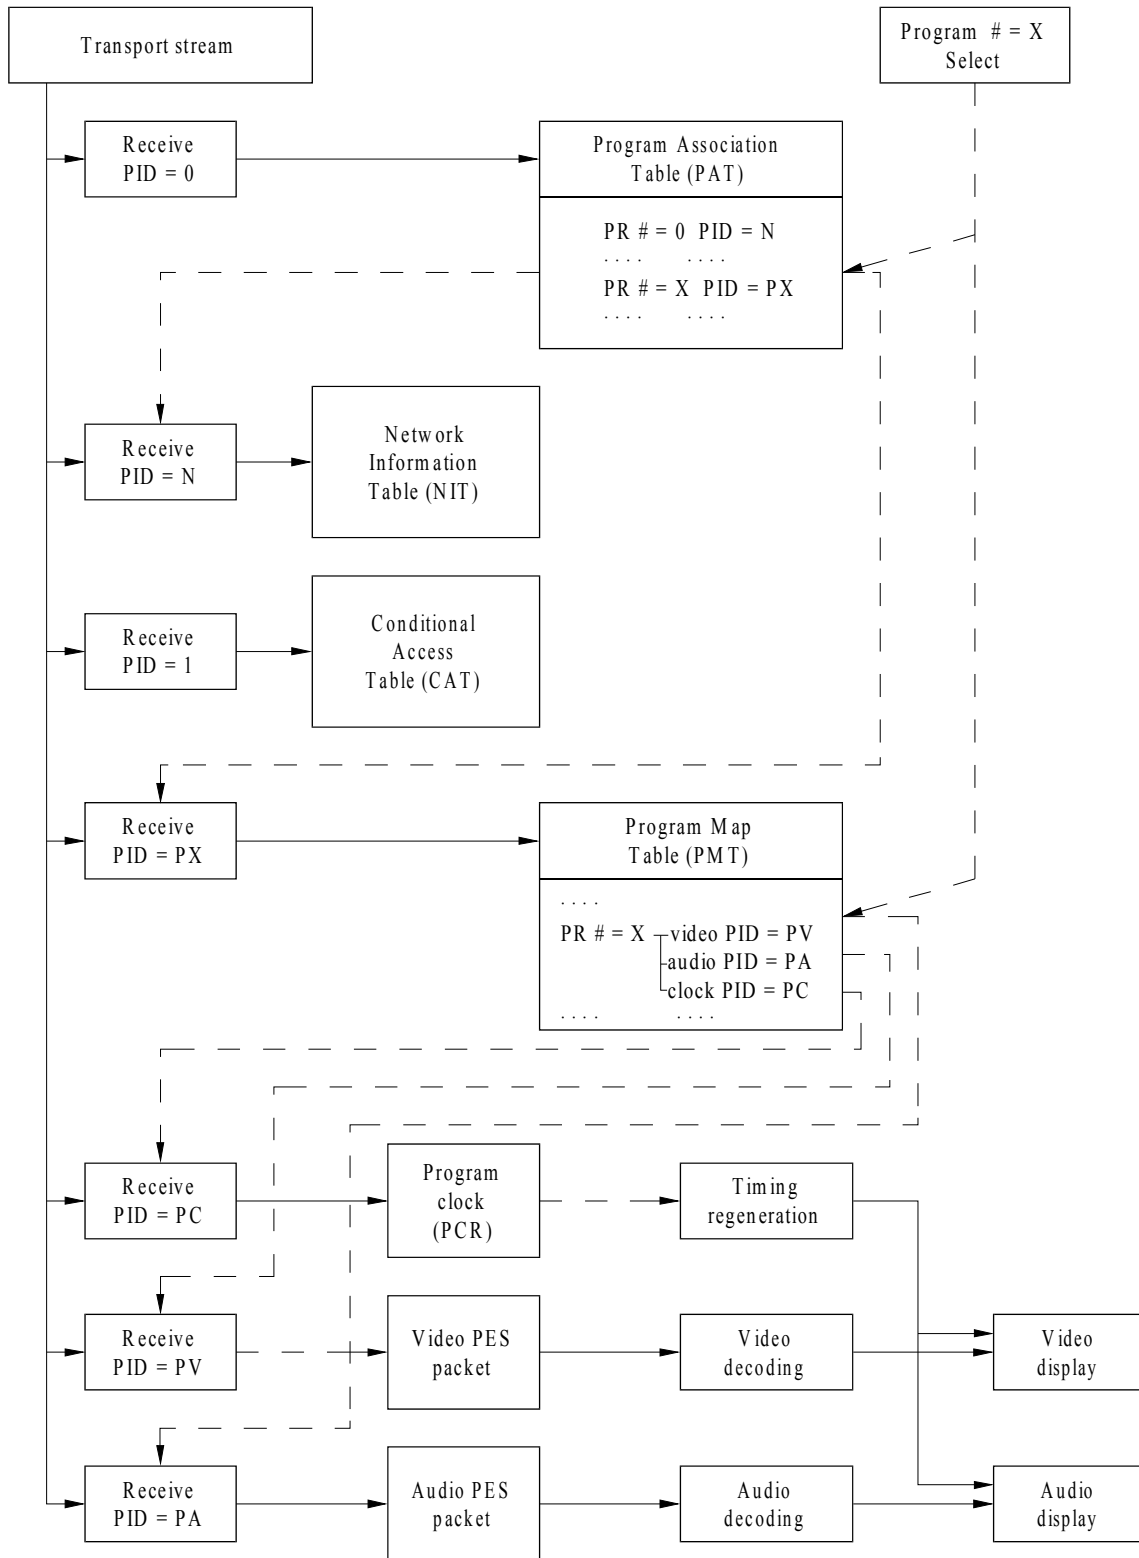 Transport stream
Program # = X
Select
Receive
PID = 0
Program Association
Table (PAT)
PR # = 0 PID = N
.... ....
PR # = X PID = PX
.... ....
Receive
PID = N
Network
Information
Table (NIT)
Receive
PID = 1
Conditional
Access
Table (CAT)
Receive
PID = PX
Program Map
Table (PMT)
....
PR # = X video PID = PV
audio PID = PA
clock PID = PC
.... ....
Receive
PID = PC
Program
clock
(PCR)
Timing
regeneration
Receive
PID = PV
Video PES
packet
Video
decoding
Video
display
Receive
PID = PA
Audio PES
packet
Audio
decoding
Audio
display